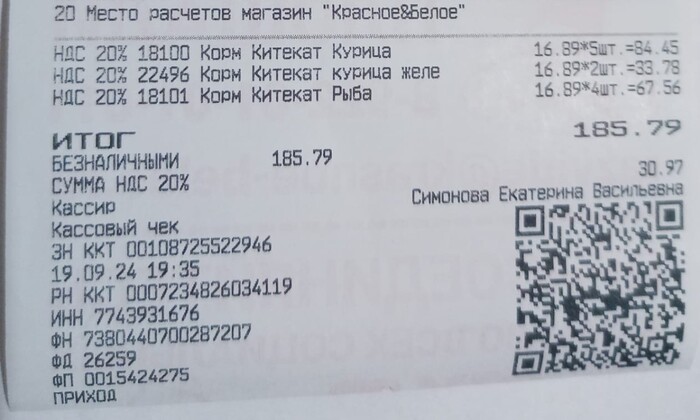 20 Место расчетов магазин "Красное&Белое"
НДС 20% 18100 Корм Китекат Курица 16.89*5шт.=84.45
НДС 20% 22496 Корм Китекат курица желе 16.89*2шт.=33.78
НДС 20% 18101 Корм Китекат Рыба 16.89*4шт.=67.56
ИТОГ 185.79
БЕЗНАЛИЧНЫМИ 185.79
СУММА НДС 20% 30.97
Кассир Симонова Екатерина Васильевна
Кассовый чек
ЗН ККТ 00108725522946
19.09.24 19:35
РН ККТ 0007234826034119
ИНН 7743931676
ФН 7380440700287207
ФД 26259
ФП 0015424275
ПРИХОД